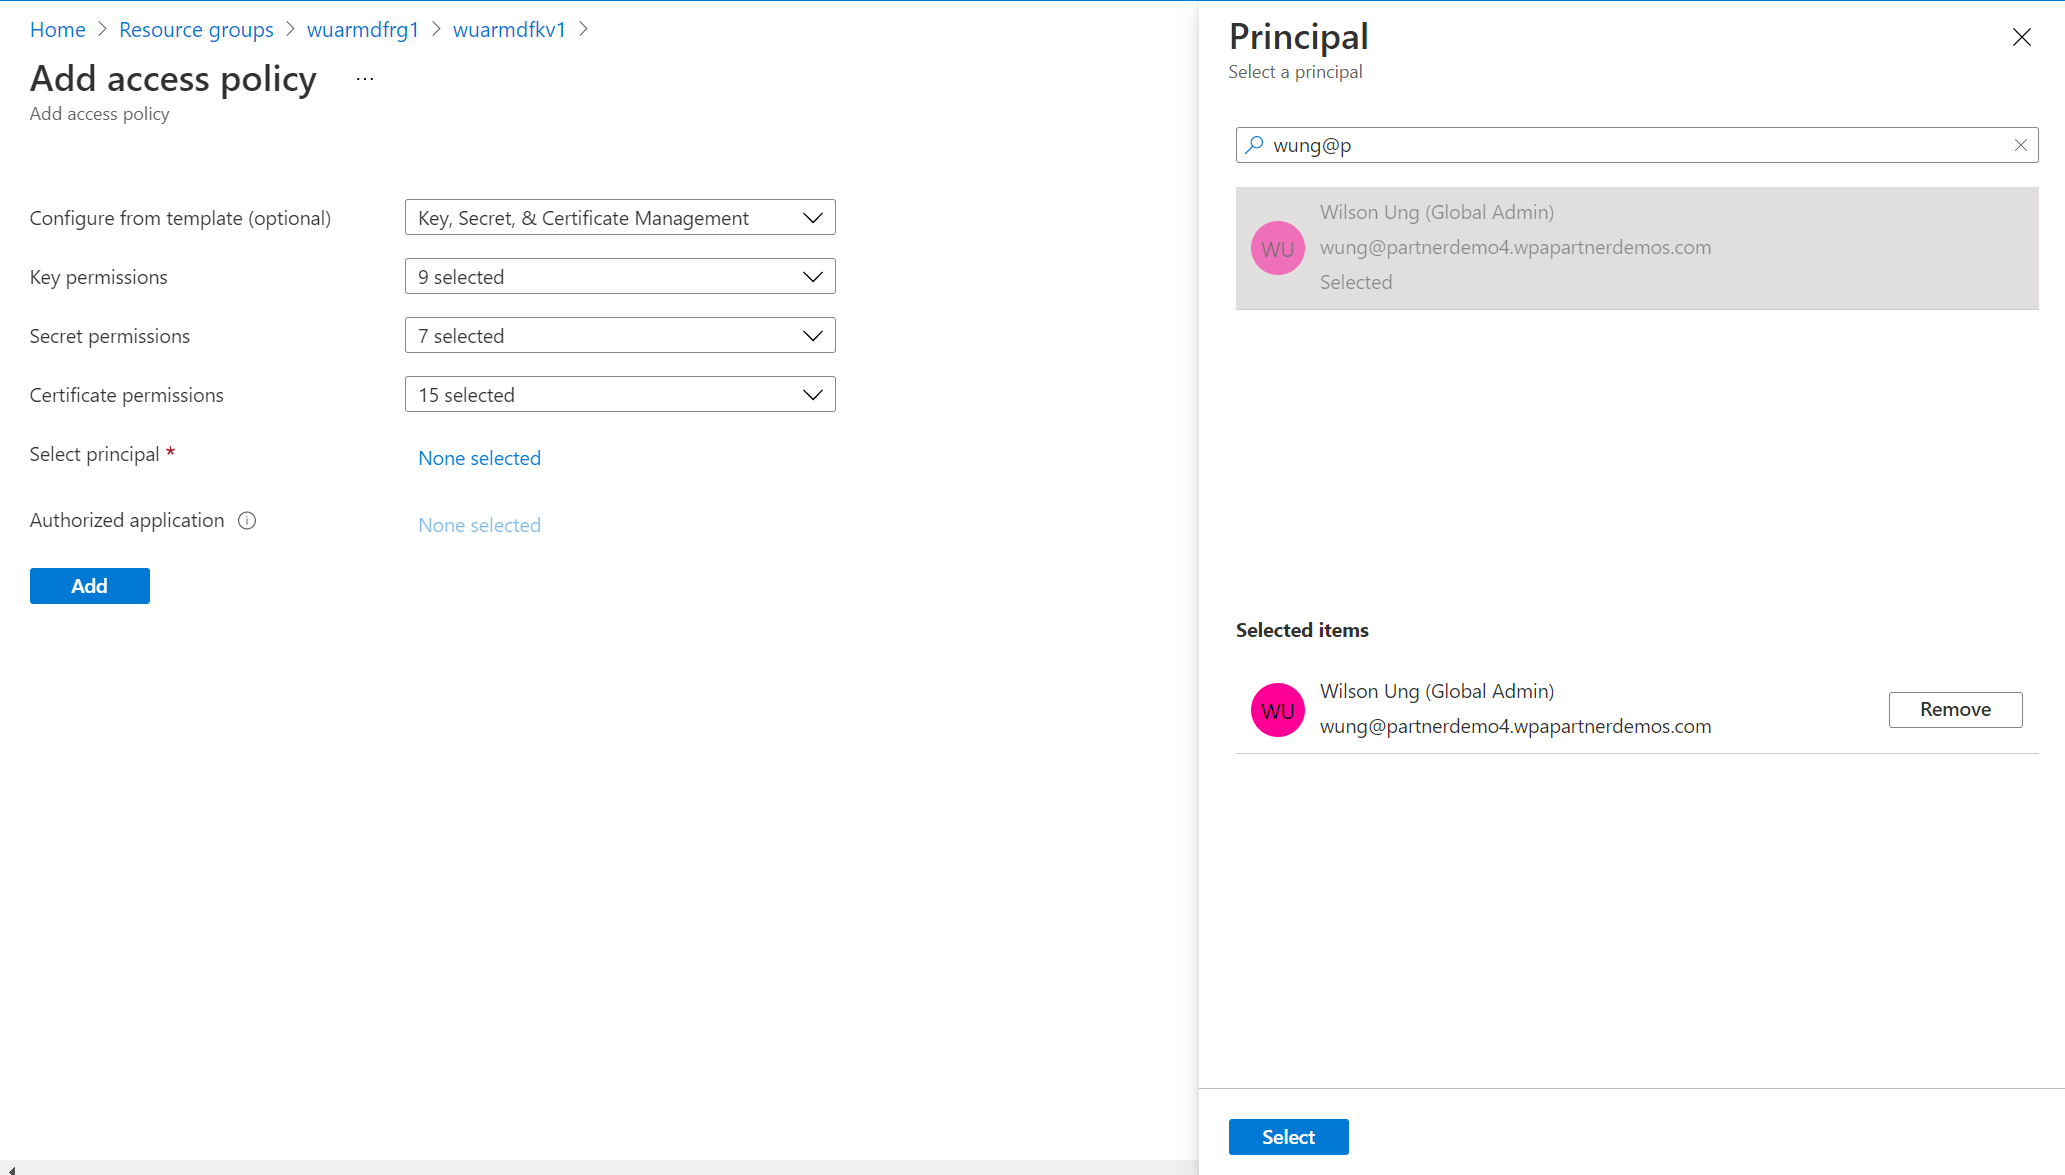 Home > Resource groups > wuarmdfrg1 > wuarmdfkv1 >
Add access policy ...
Add access policy
Configure from template (optional) Key, Secret, & Certificate Management
Key permissions 9 selected
Secret permissions 7 selected
Certificate permissions 15 selected
Select principal * None selected
Authorized application None selected
Add
Principal
Select a principal
wung@p
WU
Wilson Ung (Global Admin)
wung@partnerdemo4.wpapartnerdemos.com
Selected
Selected items
WU
Wilson Ung (Global Admin)
wung@partnerdemo4.wpapartnerdemos.com
Remove
Select